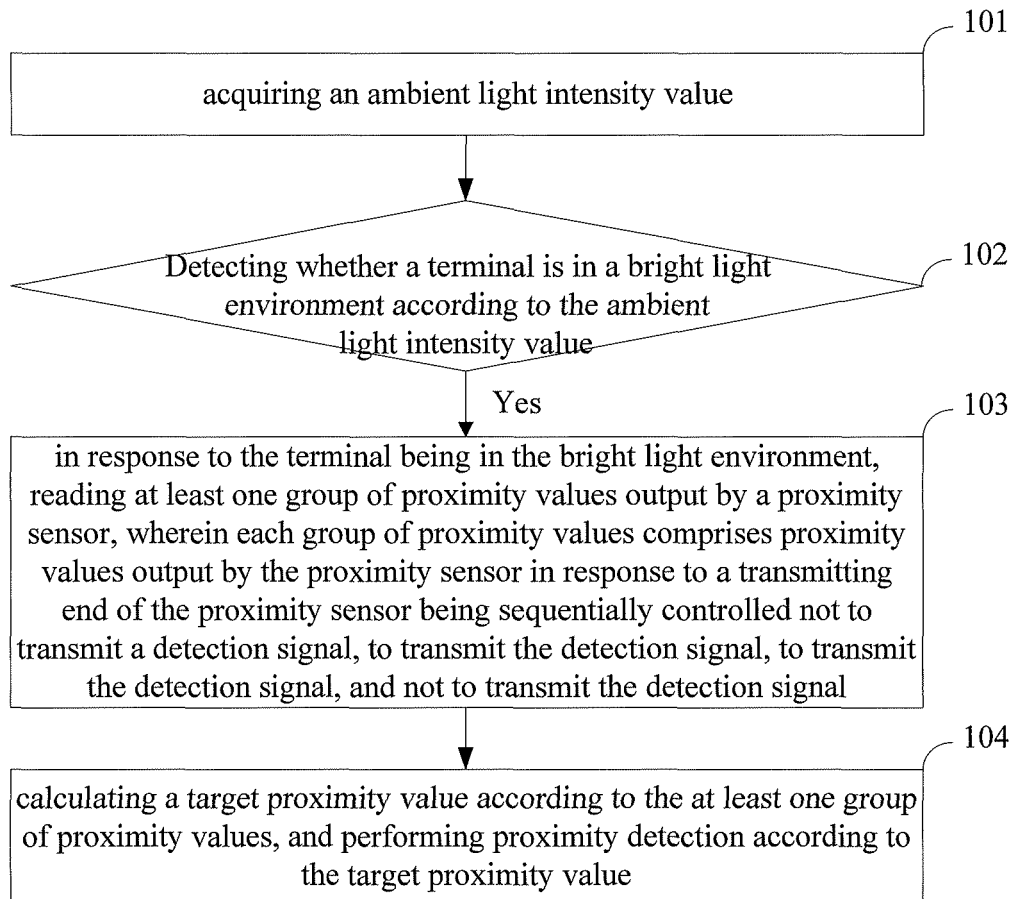 101
acquiring an ambient light intensity value
102
Detecting whether a terminal is in a bright light
environment according to the ambient
light intensity value
Yes
103
in response to the terminal being in the bright light environment,
reading at least one group of proximity values output by a proximity
sensor, wherein each group of proximity values comprises proximity
values output by the proximity sensor in response to a transmitting
end of the proximity sensor being sequentially controlled not to
transmit a detection signal, to transmit the detection signal, to transmit
the detection signal, and not to transmit the detection signal
104
calculating a target proximity value according to the at least one group
of proximity values, and performing proximity detection according to
the target proximity value